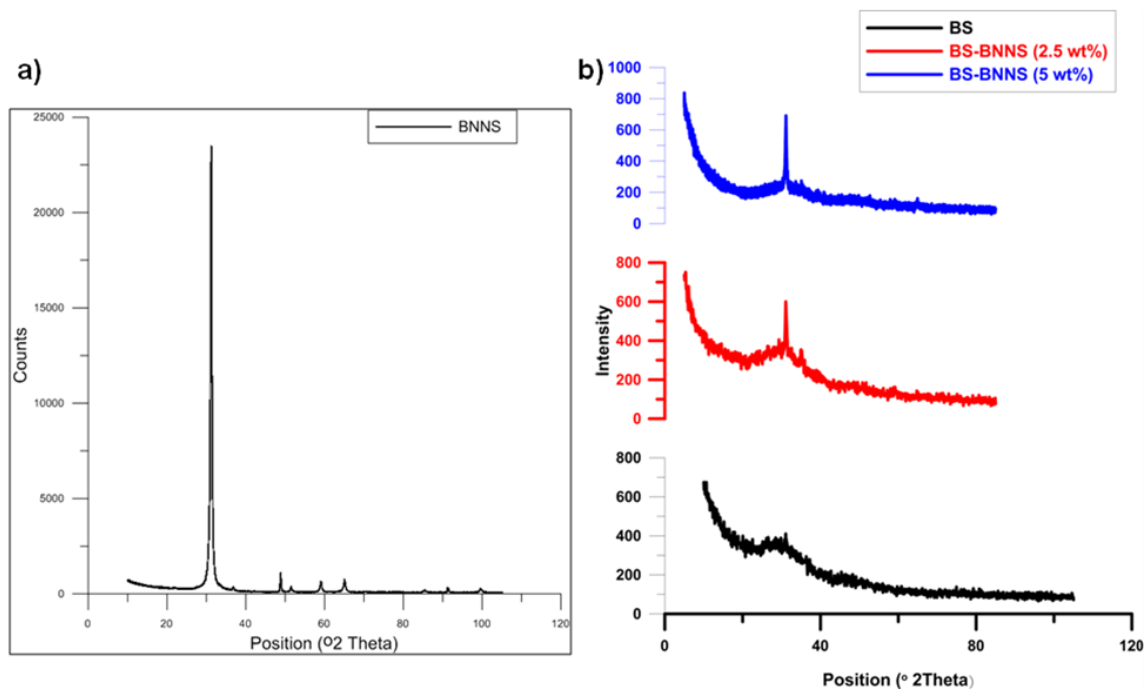 a)
BNNS
25000
20000
15000
10000
5000
0
Counts
0 20 40 60 80 100 120
Position (º2 Theta)
b)
BS
BS-BNNS (2.5 wt%)
BS-BNNS (5 wt%)
1000
800
600
400
200
0
800
600
400
200
0
800
600
400
200
0
Intensity
0 40 80 120
Position (° 2Theta)